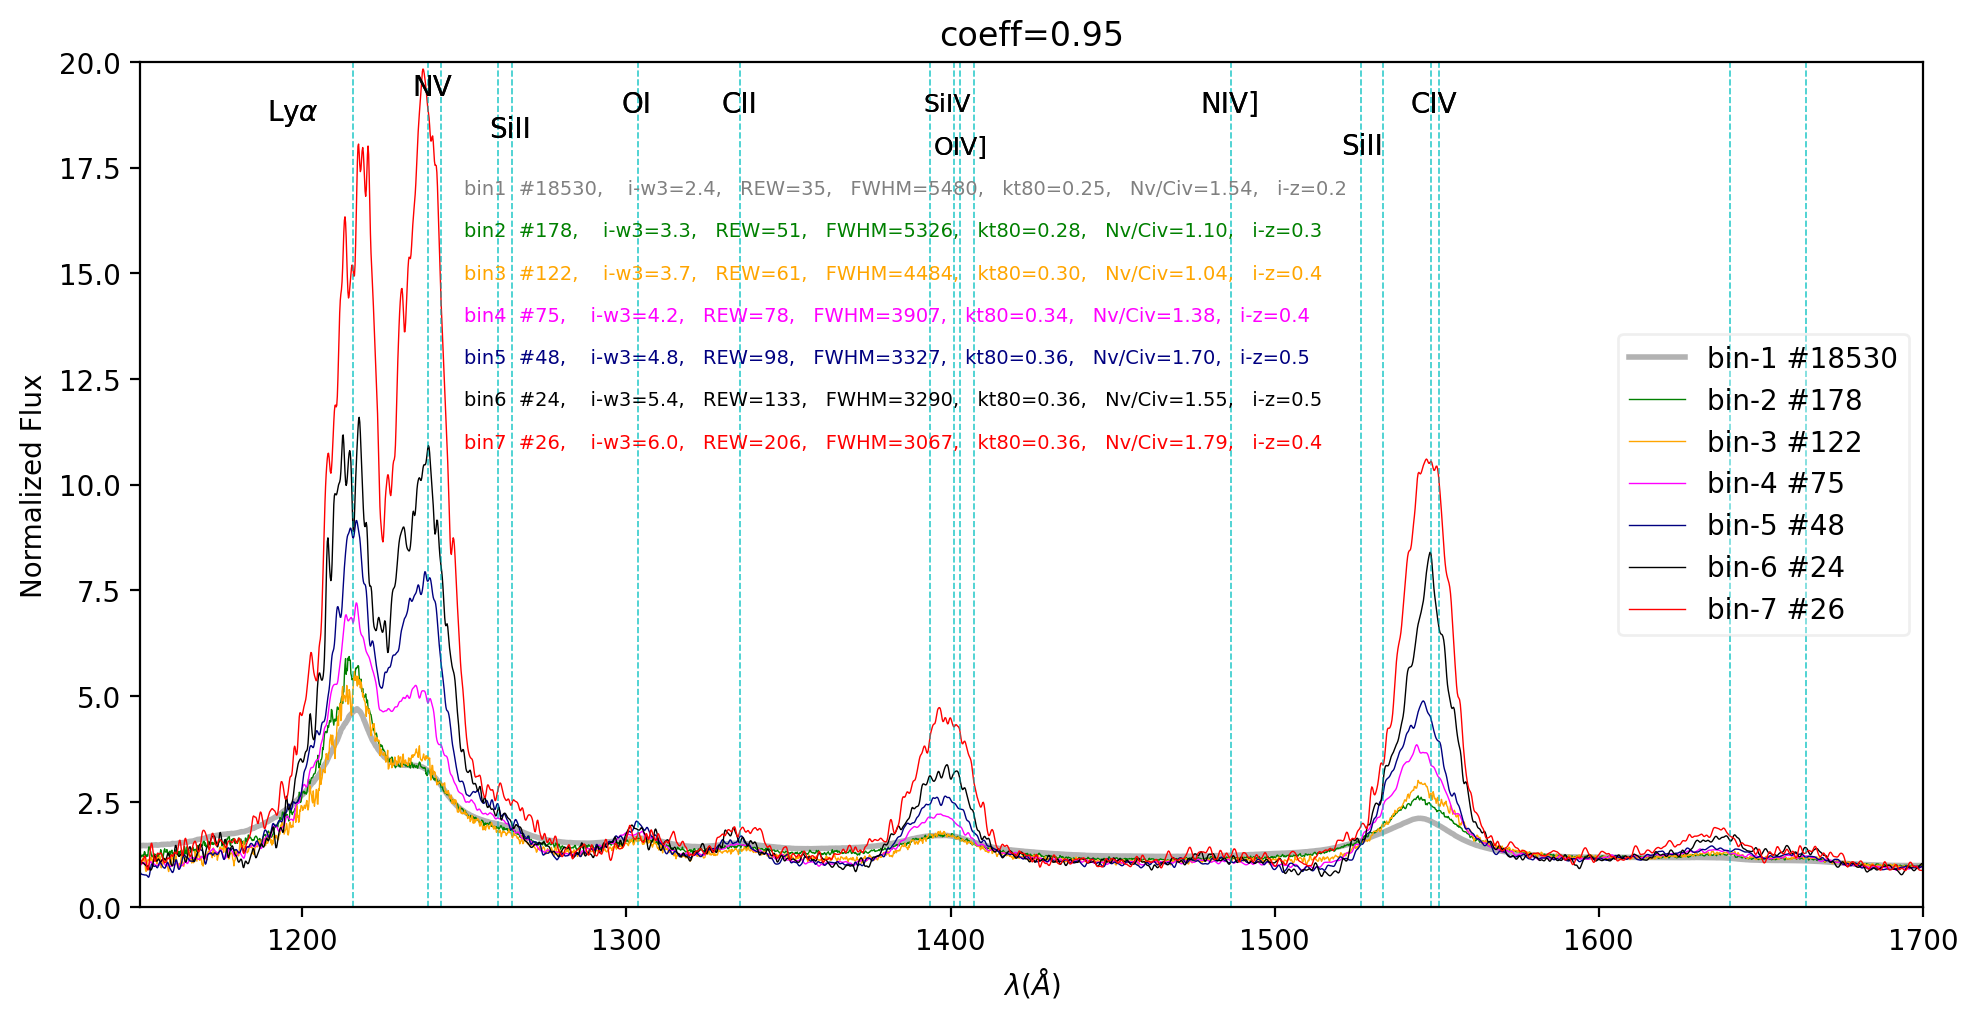 coeff=0.95
Normalized Flux
20.0
17.5
15.0
12.5
10.0
7.5
5.0
2.5
0.0
NV
Lyα
OI
CII
SiIV
NIV]
CIV
SiII
OIV]
SiII
bin1 #18530, i-w3=2.4, REW=35, FWHM=5480, kt80=0.25, Nv/Civ=1.54, i-z=0.2
bin2 #178, i-w3=3.3, REW=51, FWHM=5326, kt80=0.28, Nv/Civ=1.10, i-z=0.3
bin3 #122, i-w3=3.7, REW=61, FWHM=4484, kt80=0.30, Nv/Civ=1.04, i-z=0.4
bin4 #75, i-w3=4.2, REW=78, FWHM=3907, kt80=0.34, Nv/Civ=1.38, i-z=0.4
bin5 #48, i-w3=4.8, REW=98, FWHM=3327, kt80=0.36, Nv/Civ=1.70, i-z=0.5
bin6 #24, i-w3=5.4, REW=133, FWHM=3290, kt80=0.36, Nv/Civ=1.55, i-z=0.5
bin7 #26, i-w3=6.0, REW=206, FWHM=3067, kt80=0.36, Nv/Civ=1.79, i-z=0.4
bin-1 #18530
bin-2 #178
bin-3 #122
bin-4 #75
bin-5 #48
bin-6 #24
bin-7 #26
1200 1300 1400 1500 1600 1700
λ(Å)